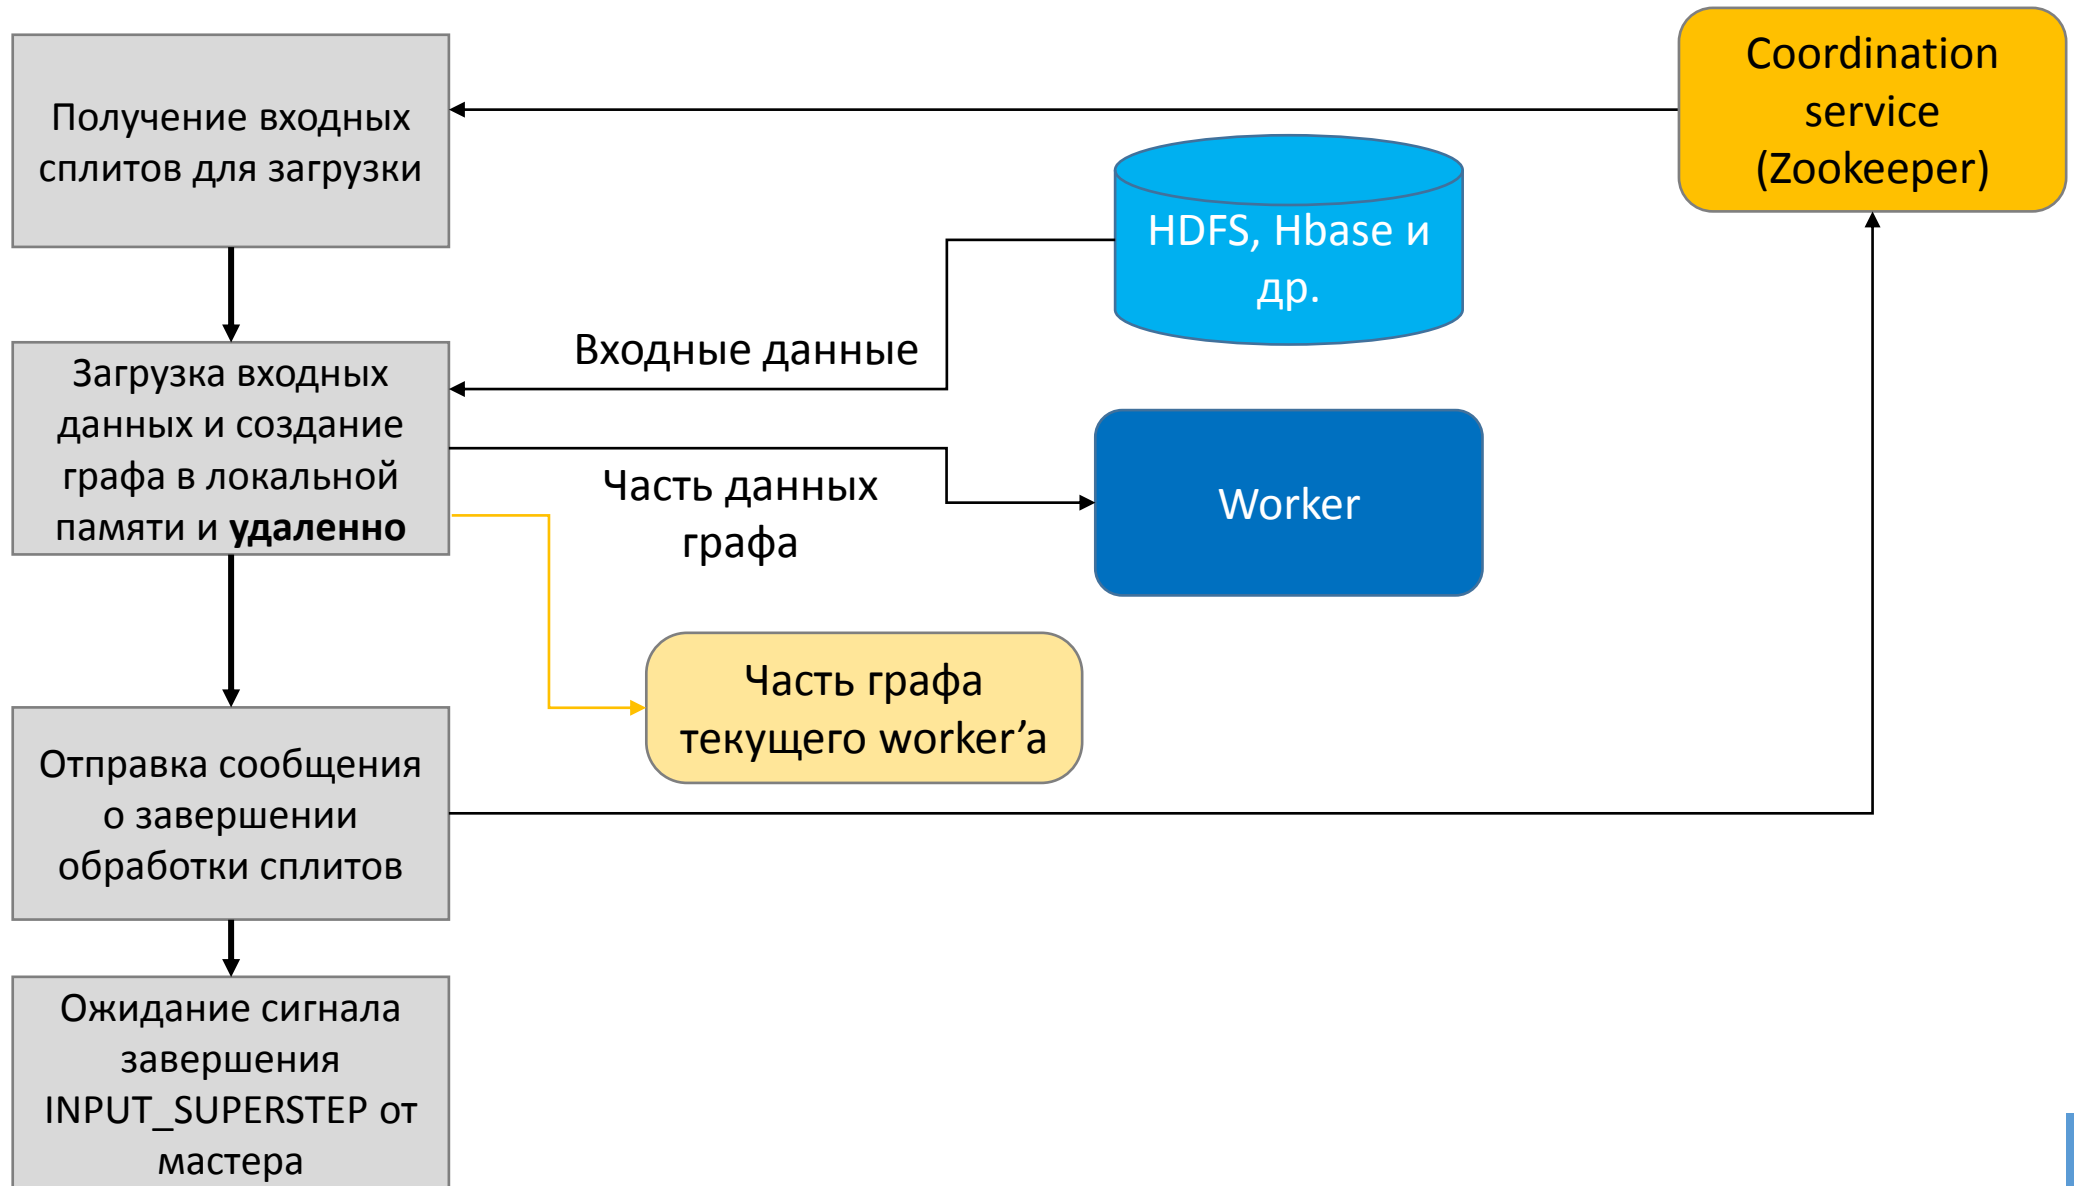 Получение входных
сплитов для загрузки
Coordination
service
(Zookeeper)
HDFS, Hbase и
др.
Входные данные
Загрузка входных
данных и создание
графа в локальной
памяти и удаленно
Часть данных
графа
Worker
Часть графа
текущего worker’а
Отправка сообщения
о завершении
обработки сплитов
Ожидание сигнала
завершения
INPUT_SUPERSTEP от
мастера